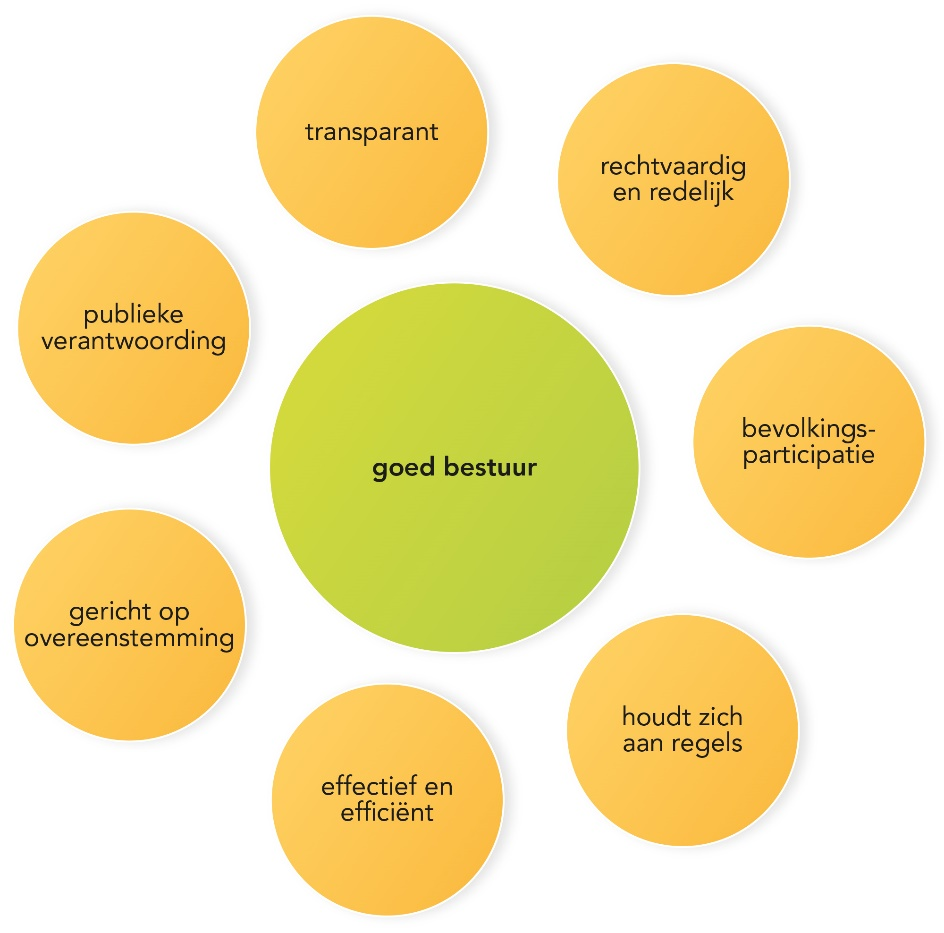 transparant
rechtvaardig
en redelijk
publieke
verantwoording
bevolkings-
participatie
goed bestuur
gericht op
overeenstemming
houdt zich
aan regels
effectief en
efficiënt